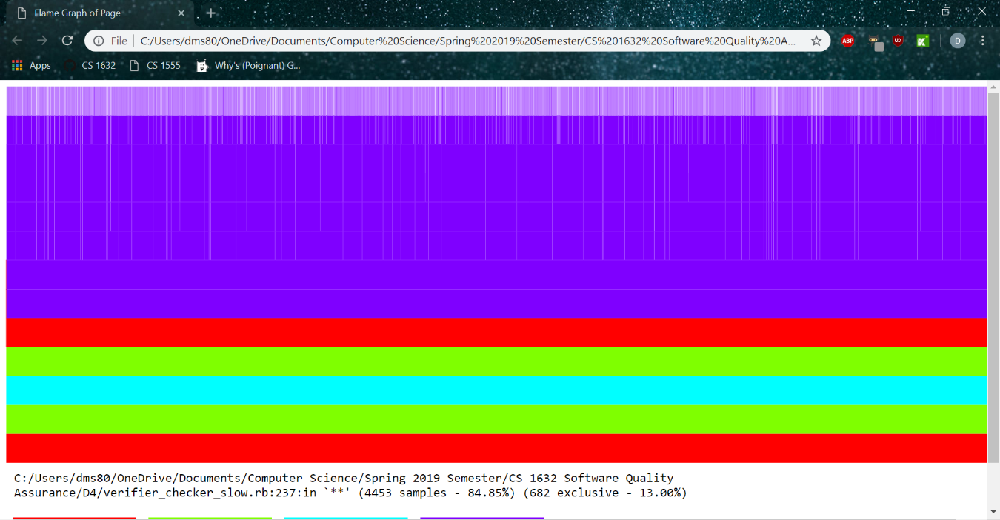 Flame Graph of Page
File | C:/Users/dms80/OneDrive/Documents/Computer%20Science/Spring%202019%20Semester/CS%201632%20Software%20Quality%20A...
ABP
UD
D
Apps
CS 1632
CS 1555
Why's (Poignant) G...
C:/Users/dms80/OneDrive/Documents/Computer Science/Spring 2019 Semester/CS 1632 Software Quality
Assurance/D4/verifier_checker_slow.rb:237:in `**' (4453 samples - 84.85%) (682 exclusive - 13.00%)